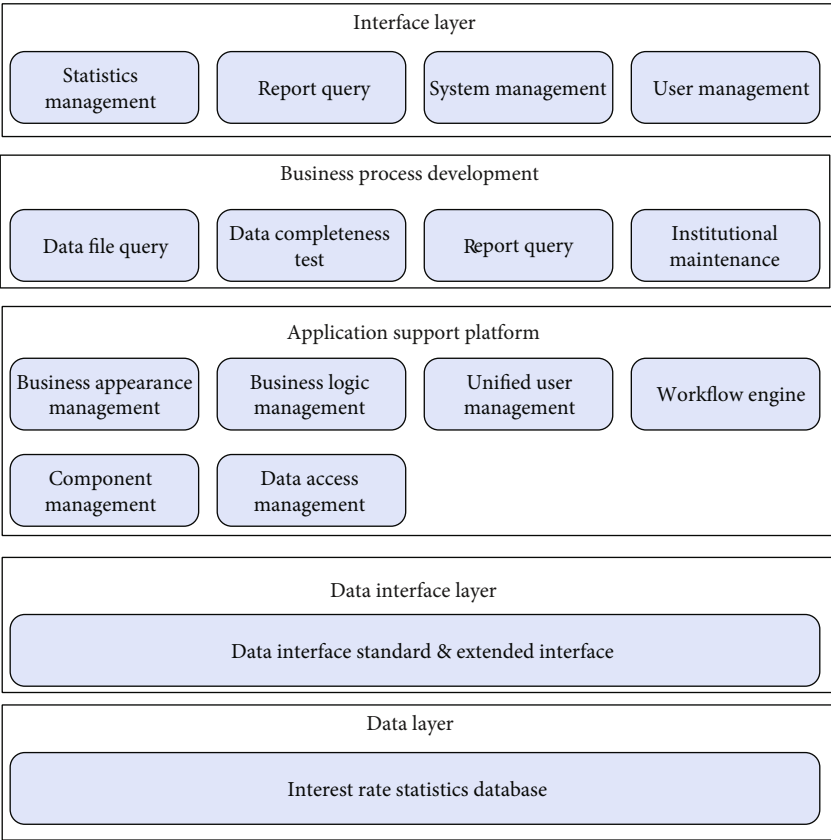 Interface layer
Statistics
management
Report query
System management
User management
Business process development
Data file query
Data completeness
test
Report query
Institutional
maintenance
Application support platform
Business appearance
management
Business logic
management
Unified user
management
Workflow engine
Component
management
Data access
management
Data interface layer
Data interface standard & extended interface
Data layer
Interest rate statistics database